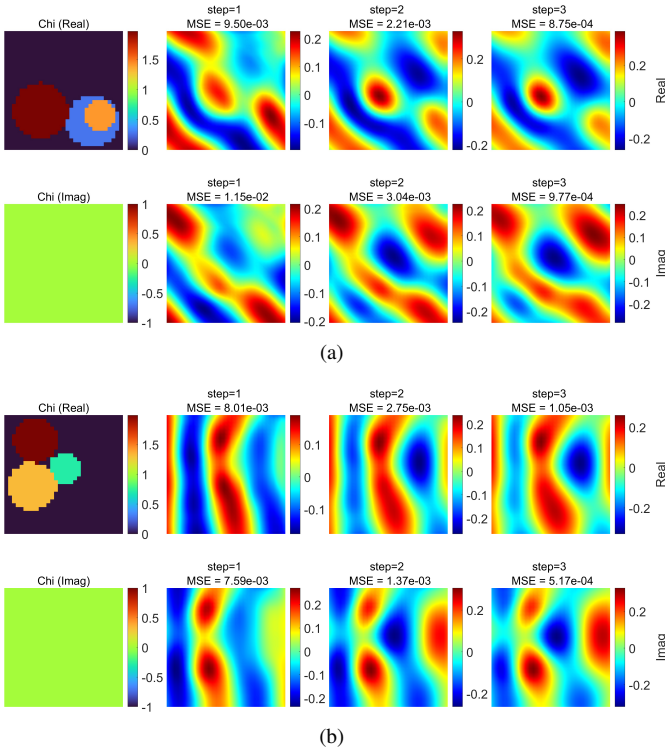 Chi (Real)
step=1
MSE = 9.50e-03
step=2
MSE = 2.21e-03
step=3
MSE = 8.75e-04
1.5
1
0.5
0
0.2
0.1
0
-0.1
0.2
0
-0.2
0.2
0
-0.2
Real
Chi (Imag)
step=1
MSE = 1.15e-02
step=2
MSE = 3.04e-03
step=3
MSE = 9.77e-04
1
0.5
0
-0.5
-1
0.2
0.1
0
-0.1
-0.2
0.2
0.1
0
-0.1
-0.2
0.2
0.1
0
-0.1
-0.2
Imag
(a)
Chi (Real)
step=1
MSE = 8.01e-03
step=2
MSE = 2.75e-03
step=3
MSE = 1.05e-03
1.5
1
0.5
0
0.1
0
-0.1
0.2
0.1
0
-0.1
-0.2
0.2
0
-0.2
Real
Chi (Imag)
step=1
MSE = 7.59e-03
step=2
MSE = 1.37e-03
step=3
MSE = 5.17e-04
1
0.5
0
-0.5
-1
0.2
0.1
0
-0.1
-0.2
0.2
0
-0.2
0.2
0
-0.2
Imag
(b)